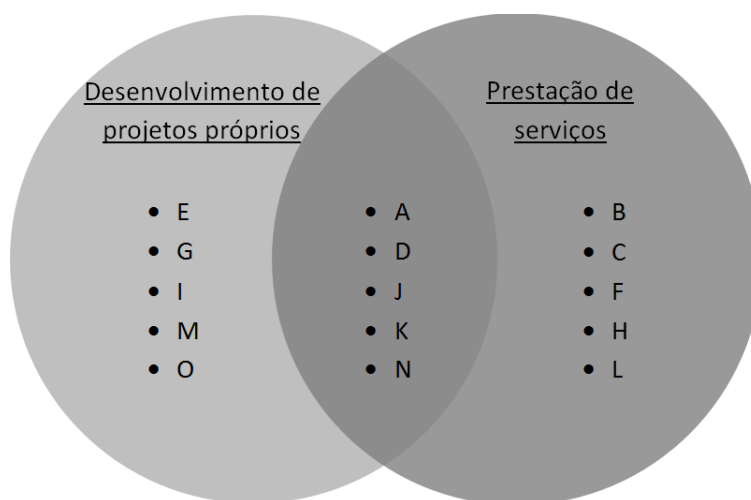 Desenvolvimento de
projetos próprios
• E
• G
• I
• M
• O
• A
• D
• J
• K
• N
Prestação de
serviços
• B
• C
• F
• H
• L